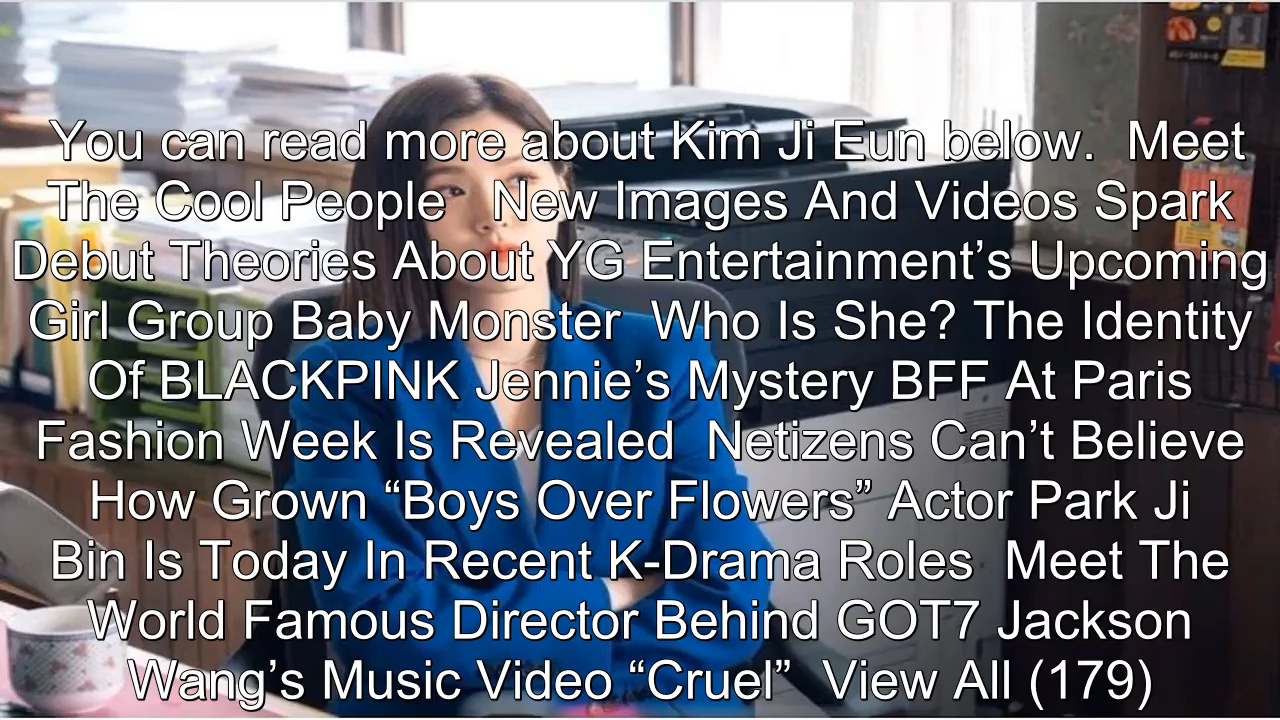 You can read more about Kim Ji Eun below.  Meet
The Cool People   New Images And Videos Spark
Debut Theories About YG Entertainment’s Upcoming
Girl Group Baby Monster  Who Is She? The Identity
Of BLACKPINK Jennie’s Mystery BFF At Paris
Fashion Week Is Revealed  Netizens Can’t Believe
How Grown “Boys Over Flowers” Actor Park Ji
Bin Is Today In Recent K-Drama Roles  Meet The
World Famous Director Behind GOT7 Jackson
Wang’s Music Video “Cruel”  View All (179)